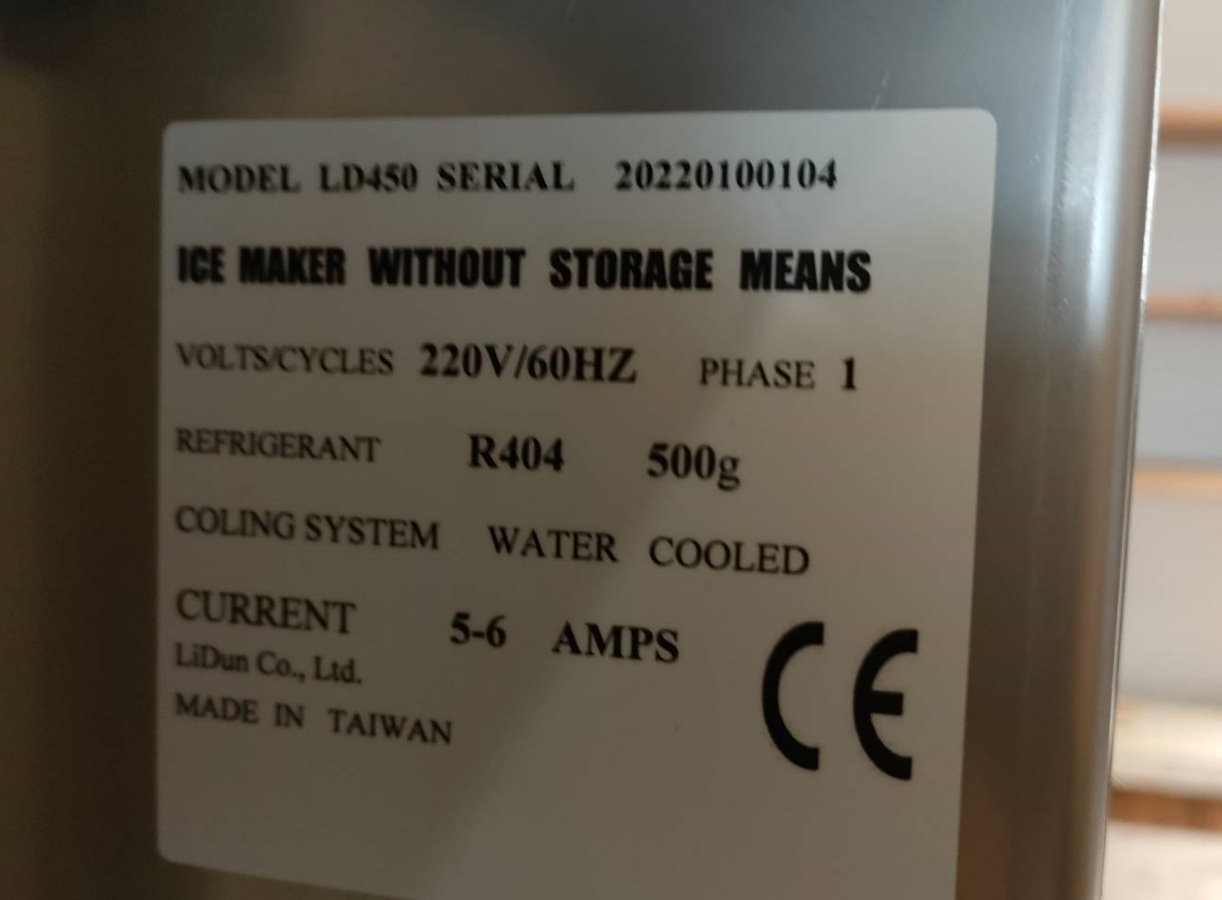 MODEL LD450 SERIAL 20220100104
ICE MAKER WITHOUT STORAGE MEANS
VOLTS/CYCLES 220V/60HZ PHASE 1
REFRIGERANT R404 500g
COLING SYSTEM WATER COOLED
CURRENT 5-6 AMPS
LiDun Co., Ltd.
MADE IN TAIWAN
CE